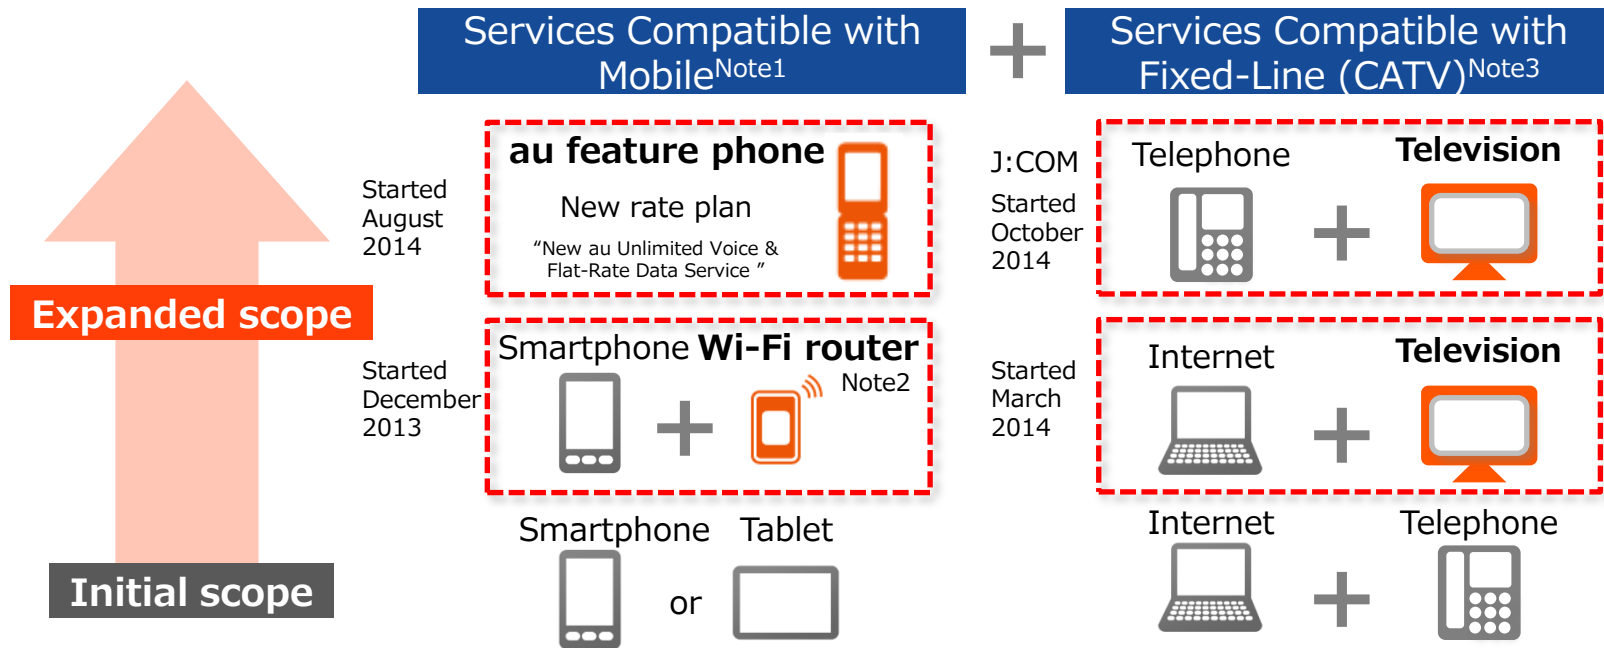 Services Compatible with
Mobile Note1
Services Compatible with
Fixed-Line (CATV) Note3
Started
August
2014
au feature phone
New rate plan
“New au Unlimited Voice &
Flat-Rate Data Service ”
J:COM
Started
October
2014
Telephone
Television
Expanded scope
Started
December
2013
Smartphone Wi-Fi router
Note2
Started
March
2014
Internet
Television
Initial scope
Smartphone
or
Tablet
Internet
Telephone